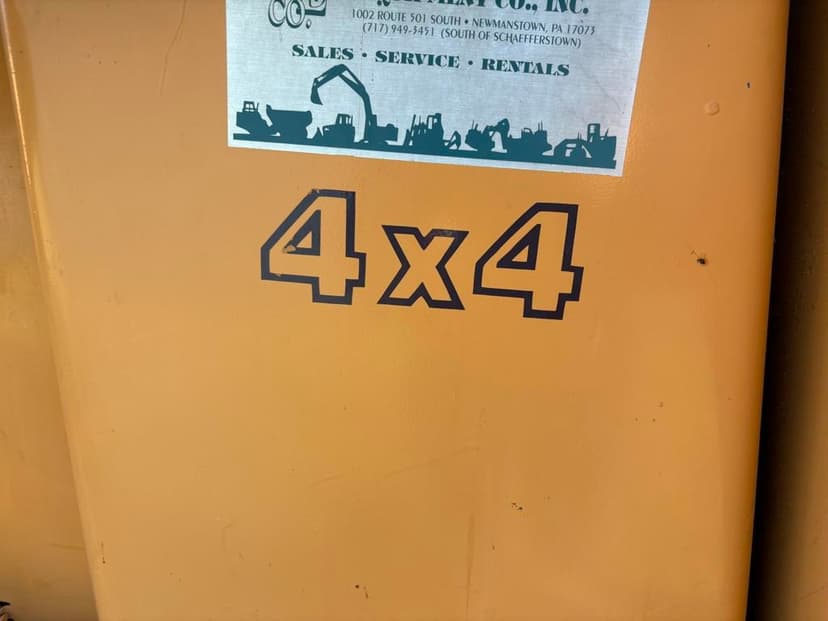 CO., INC.
CO.
1002 ROUTE 501 SOUTH • NEWMANSTOWN, PA 17073
(717) 949-3451 (SOUTH OF SCHAEFFERSTOWN)
SALES • SERVICE • RENTALS
4x4